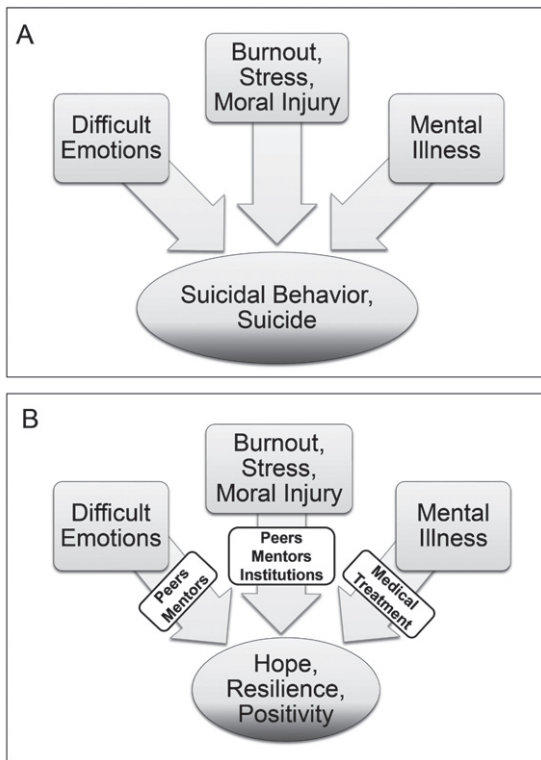 A
Burnout,
Stress,
Moral Injury
Difficult
Emotions
Mental
Illness
Suicidal Behavior,
Suicide
B
Burnout,
Stress,
Moral Injury
Difficult
Emotions
Mental
Illness
Peers
Mentors
Peers
Mentors
Institutions
Medical
Treatment
Hope,
Resilience,
Positivity